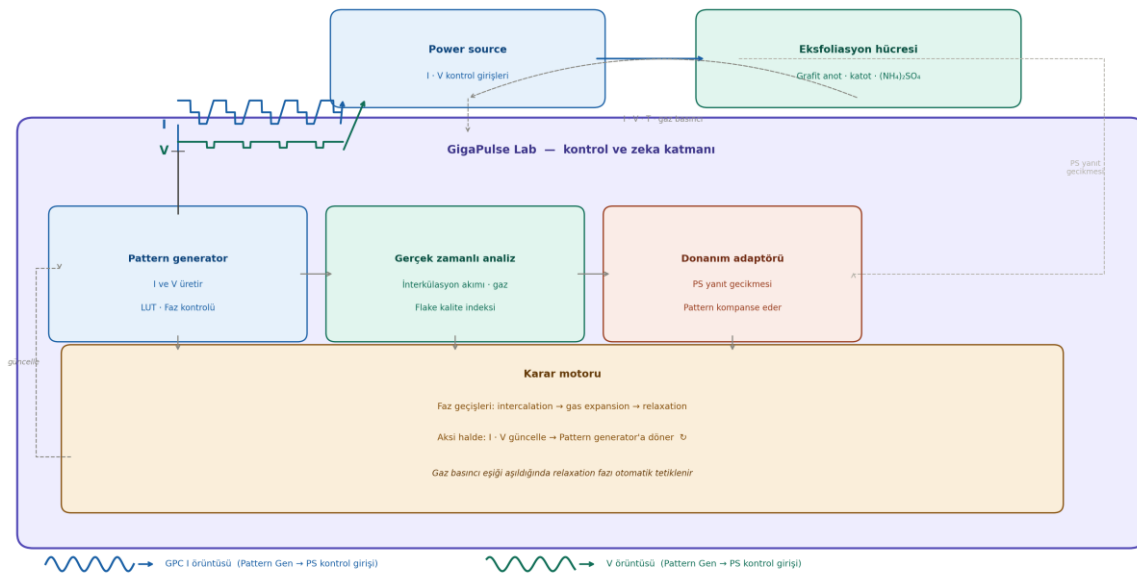 Power source
I · V kontrol girişleri
Eksfoliasyon hücresi
Grafit anot · katot · (NH₄)₂SO₄
I · V · T · gaz basıncı
I
V
GigaPulse Lab — kontrol ve zeka katmanı
PS yanıt
gecikmesi
Pattern generator
I ve V üretir
LUT · Faz kontrolü
Gerçek zamanlı analiz
İnterkülasyon akımı · gaz
Flake kalite indeksi
Donanım adaptörü
PS yanıt gecikmesi
Pattern kompanse eder
güncelle
Karar motoru
Faz geçişleri: intercalation → gas expansion → relaxation
Aksi halde: I · V güncelle → Pattern generator'a döner ↻
Gaz basıncı eşiği aşıldığında relaxation fazı otomatik tetiklenir
GPC I örüntüsü (Pattern Gen → PS kontrol girişi)
V örüntüsü (Pattern Gen → PS kontrol girişi)